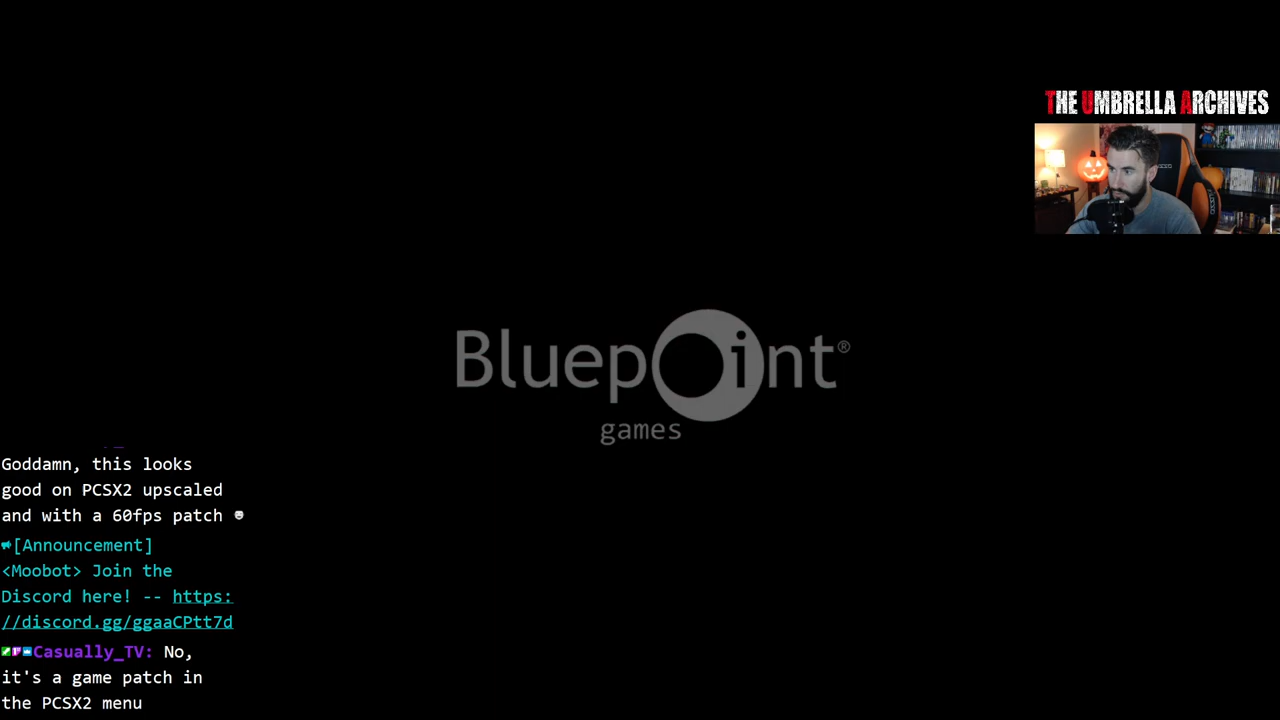 THE UMBRELLA ARCHIVES
Bluepoint®
games
Goddamn, this looks
good on PCSX2 upscaled
and with a 60fps patch
[Announcement]
<Moobot> Join the
Discord here! -- https:
//discord.gg/ggaaCPtt7d
Casually_TV: No,
it's a game patch in
the PCSX2 menu